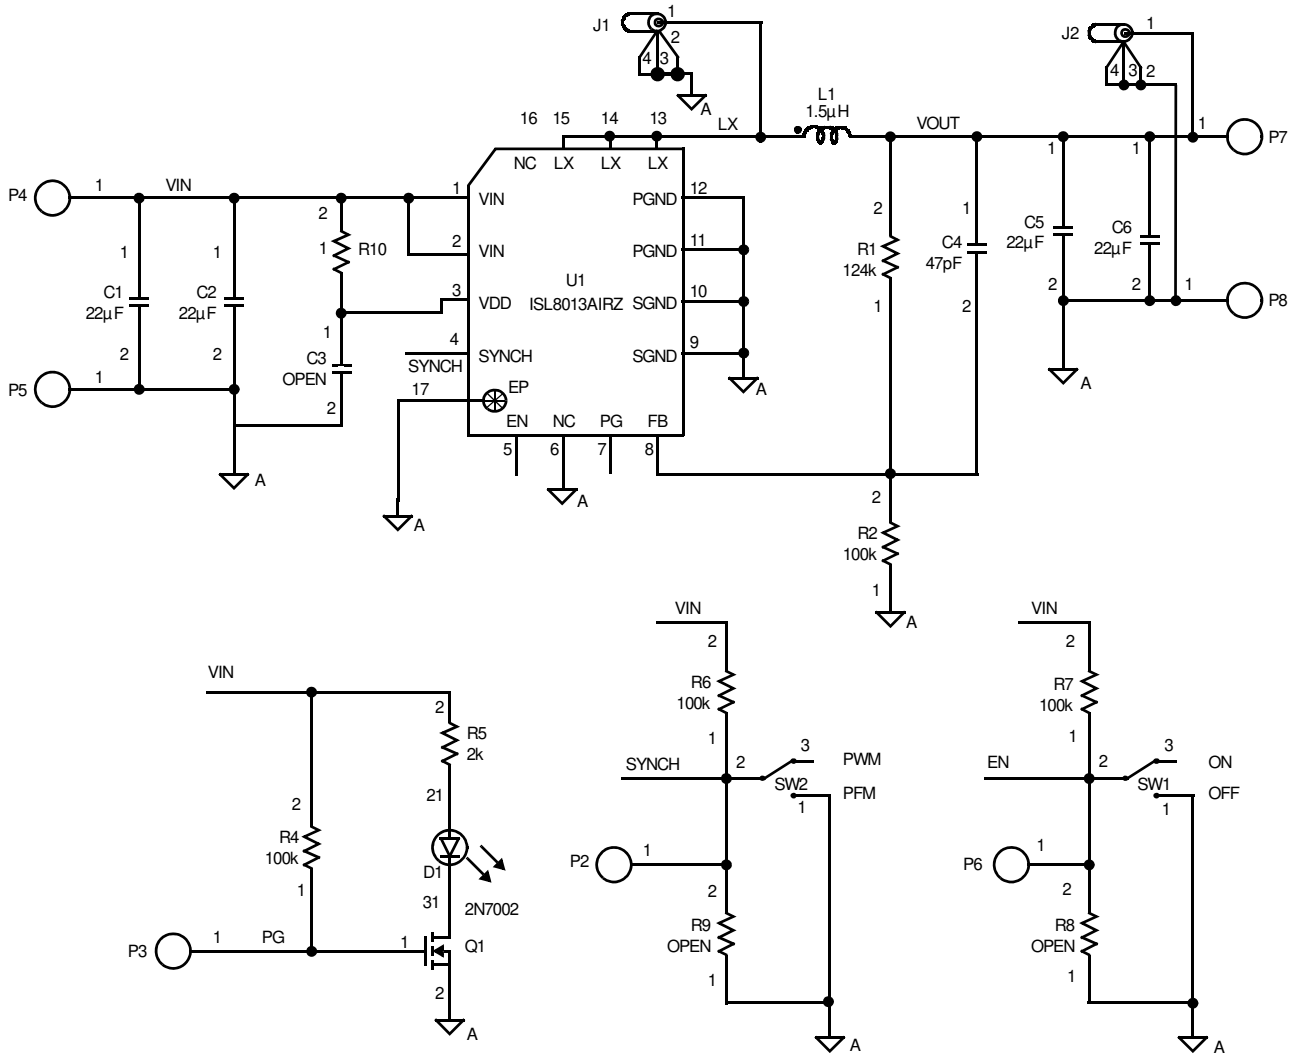 J1
1
2
4 3
A
J2
1
4 3 2
L1
1.5µH
16 15 14 13
LX
VOUT
1
P7
NC LX LX LX
P4
1
VIN
1
VIN
PGND
12
2
1
R10
2
VIN
PGND
11
1
1
U1
ISL8013AIRZ
3
VDD
SGND
10
C1
22µF
C2
22µF
2
2
1
C3
OPEN
2
4
SYNCH
SYNCH
SGND
9
A
17
EP
P5
1
EN NC PG FB
5 6 7 8
A
A
A
2
R1
124k
1
1
C4
47pF
2
1
C5
22µF
2
1
C6
22µF
2
1
P8
A
2
R2
100k
1
A
VIN
2
R5
2k
21
D1
31
2N7002
2
R4
100k
1
P3
1
PG
1
Q1
2
A
VIN
2
R6
100k
1
SYNCH
2
3
PWM
SW2
PFM
1
P2
1
2
R9
OPEN
1
A
VIN
2
R7
100k
1
EN
2
3
ON
SW1
OFF
1
P6
1
2
R8
OPEN
1
A